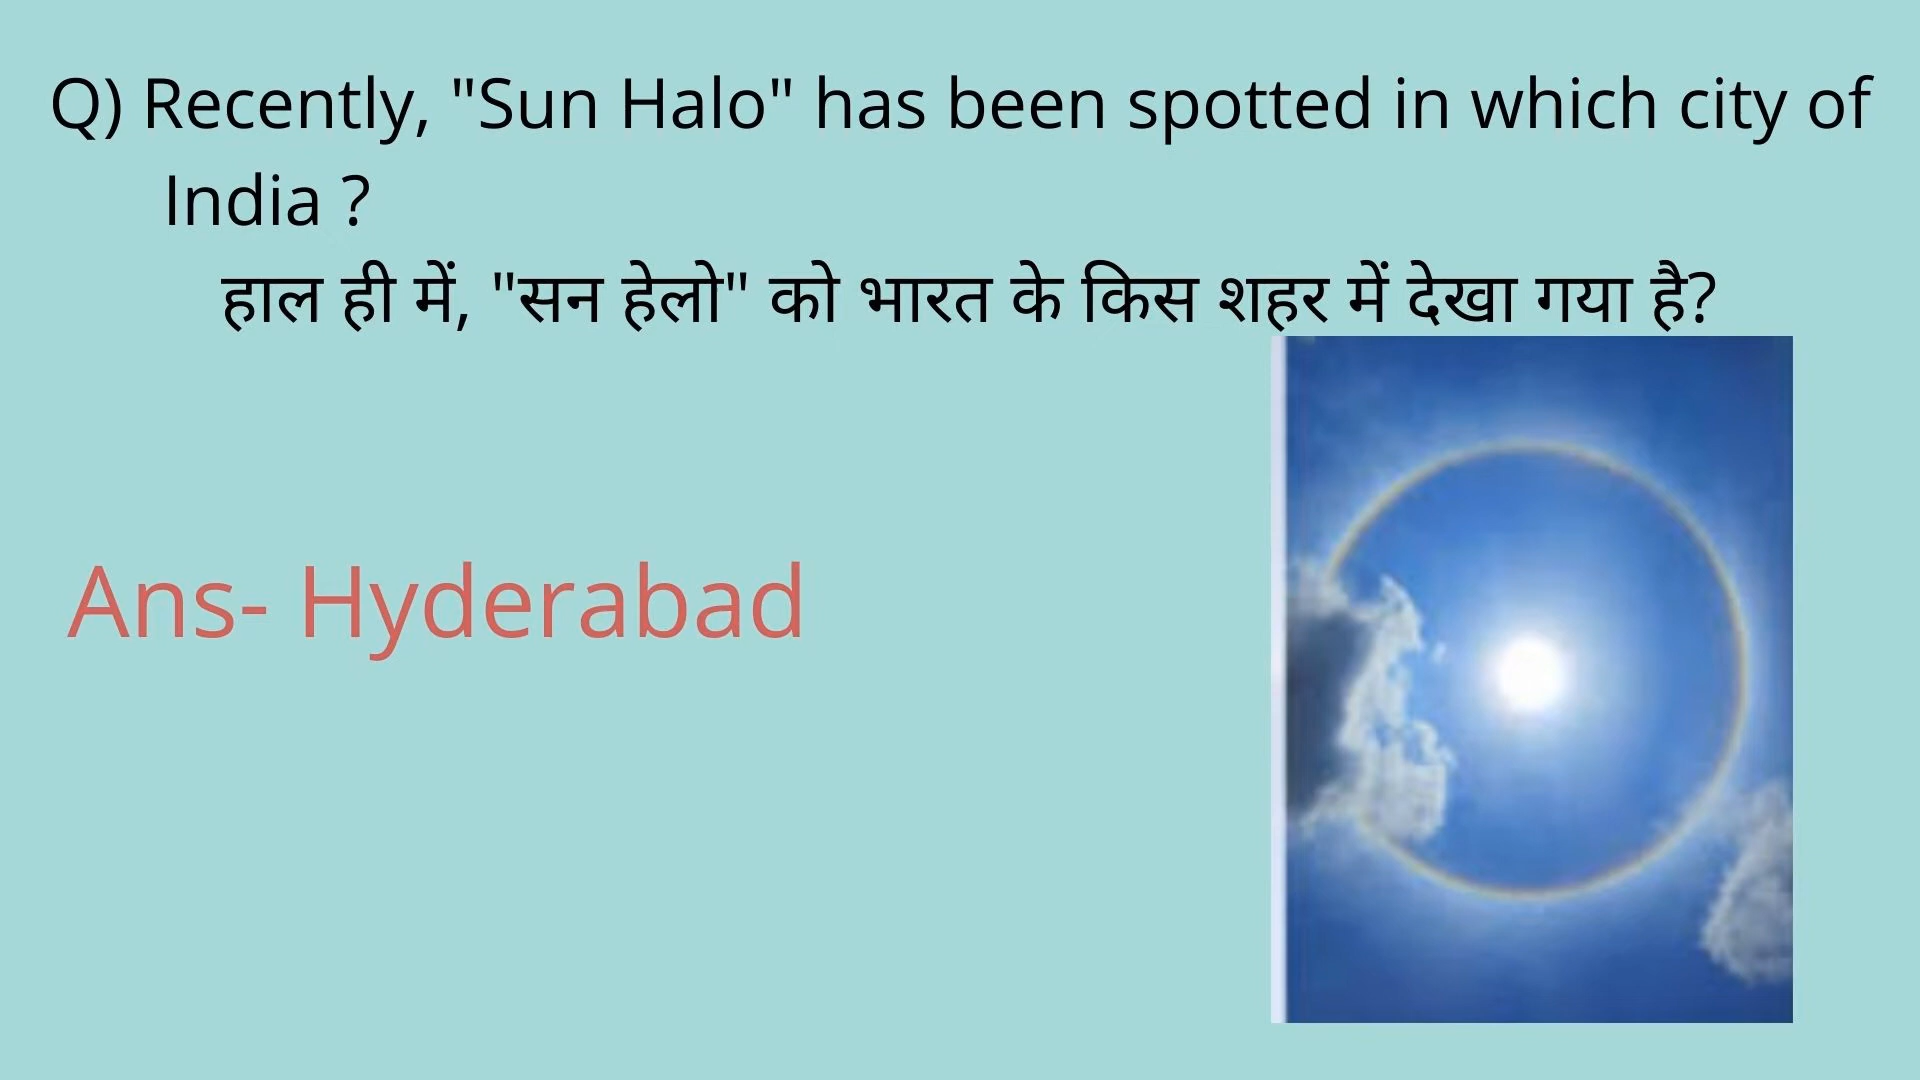 Q) Recently, "Sun Halo" has been spotted in which city of
India ?
हाल ही में, "सन हेलो" को भारत के किस शहर में देखा गया है?
Ans- Hyderabad